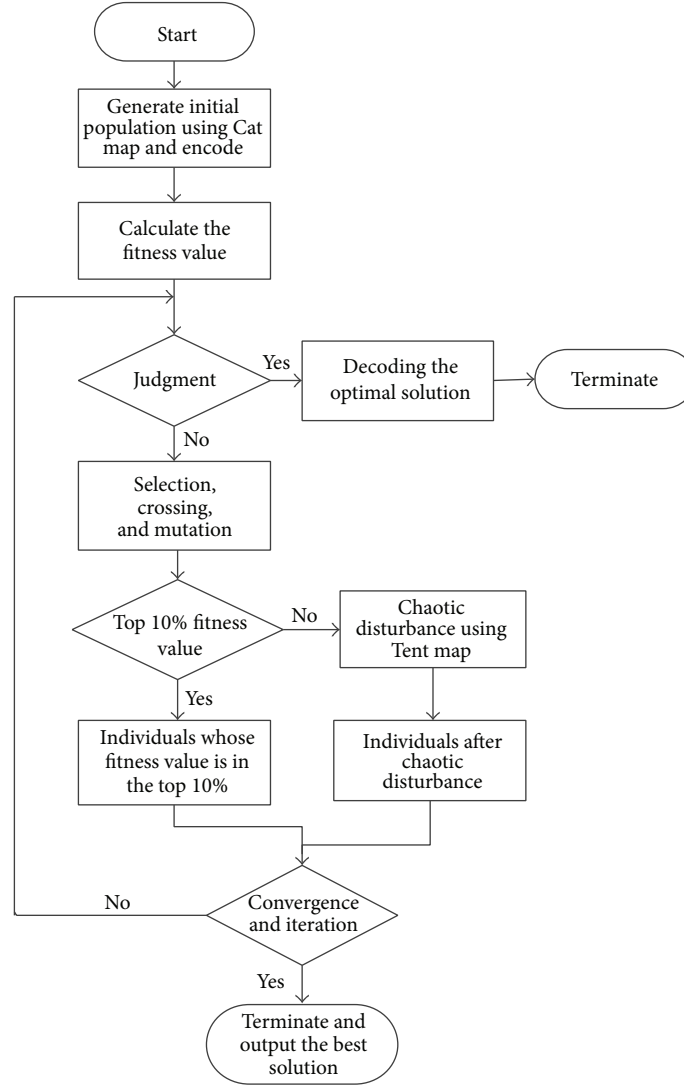 Start
Generate initial
population using Cat
map and encode
Calculate the
fitness value
Judgment
Yes
Decoding the
optimal solution
Terminate
No
Selection,
crossing,
and mutation
Top 10% fitness
value
No
Chaotic
disturbance using
Tent map
Yes
Individuals whose
fitness value is in
the top 10%
Individuals after
chaotic
disturbance
No
Convergence
and iteration
Yes
Terminate and
output the best
solution